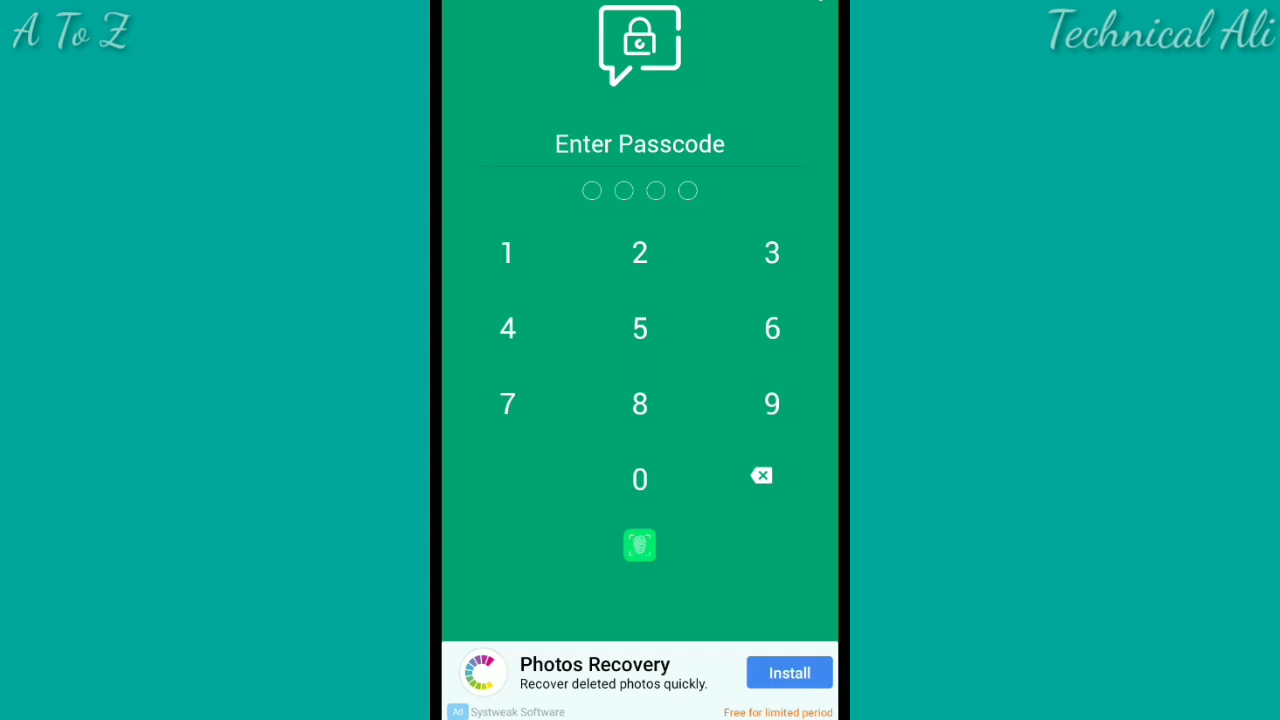 A To Z
Technical Ali
Enter Passcode
1 2 3
4 5 6
7 8 9
0
Photos Recovery
Recover deleted photos quickly.
Install
Ad Systweak Software
Free for limited period